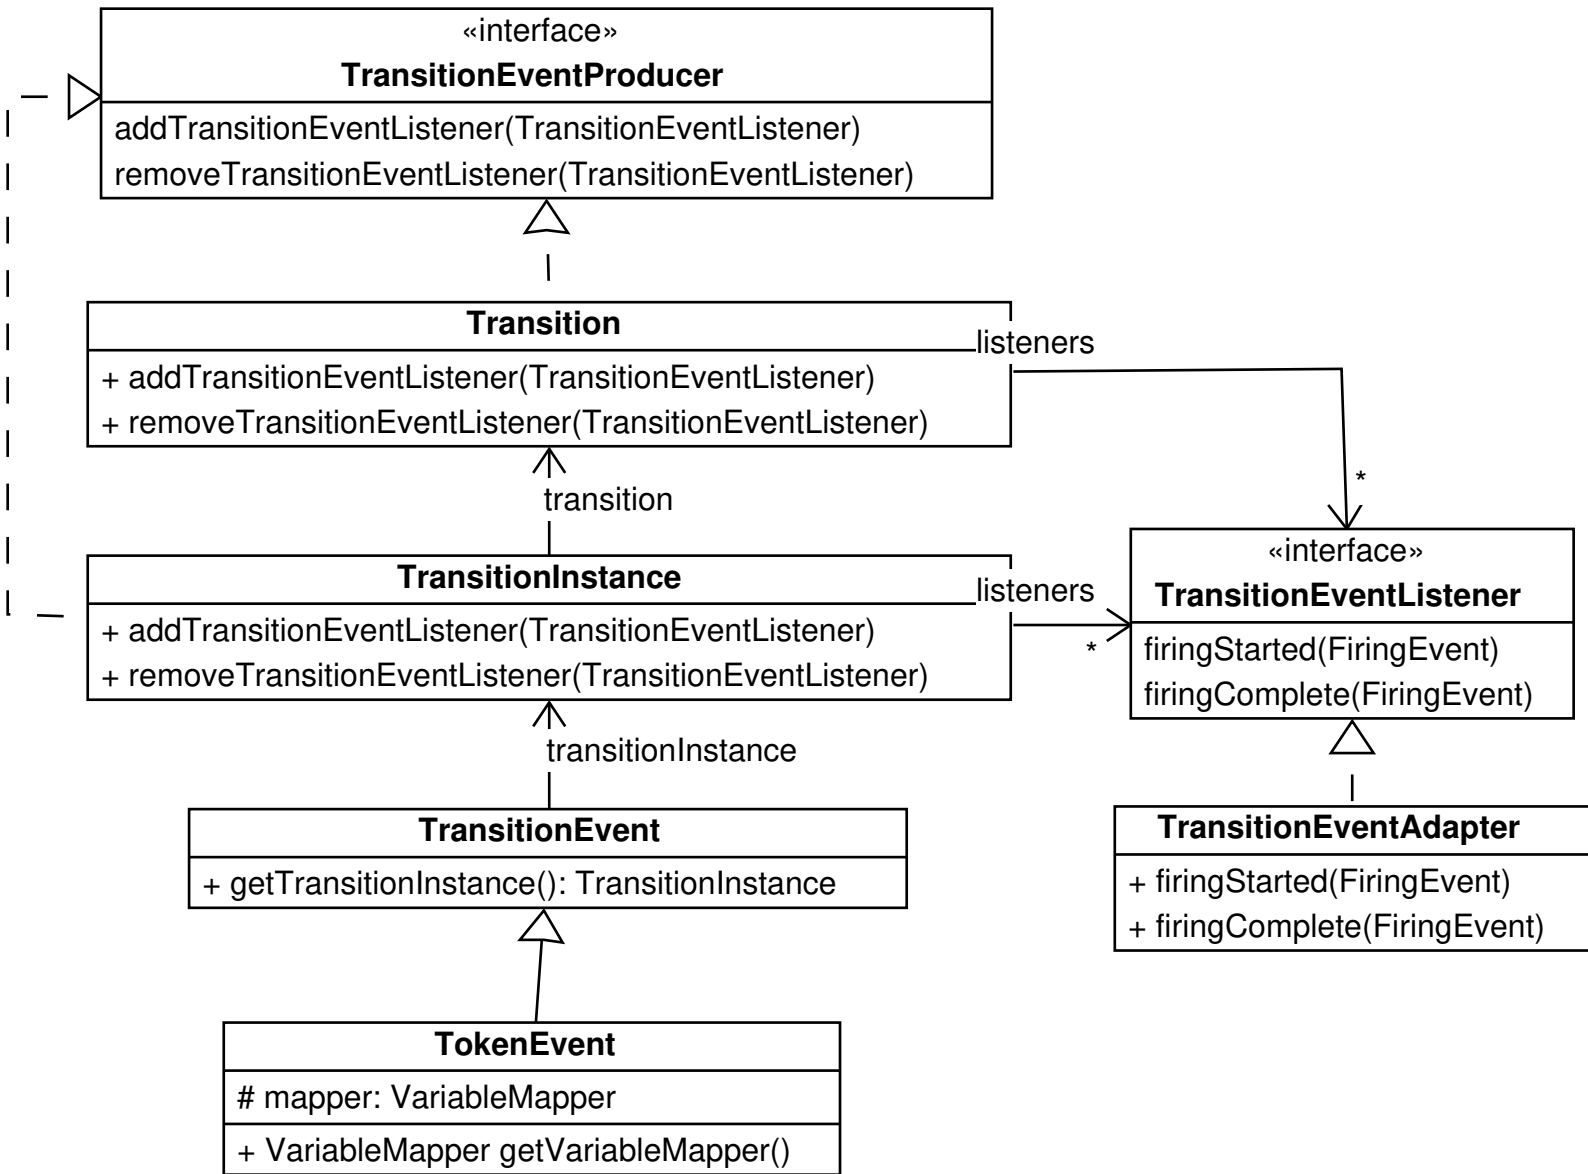 «interface»
TransitionEventProducer
addTransitionEventListener(TransitionEventListener)
removeTransitionEventListener(TransitionEventListener)
Transition
listeners
+ addTransitionEventListener(TransitionEventListener)
+ removeTransitionEventListener(TransitionEventListener)
*
transition
«interface»
TransitionEventListener
firingStarted(FiringEvent)
firingComplete(FiringEvent)
TransitionInstance
listeners
*
+ addTransitionEventListener(TransitionEventListener)
+ removeTransitionEventListener(TransitionEventListener)
transitionInstance
TransitionEvent
+ getTransitionInstance(): TransitionInstance
TransitionEventAdapter
+ firingStarted(FiringEvent)
+ firingComplete(FiringEvent)
TokenEvent
# mapper: VariableMapper
+ VariableMapper getVariableMapper()